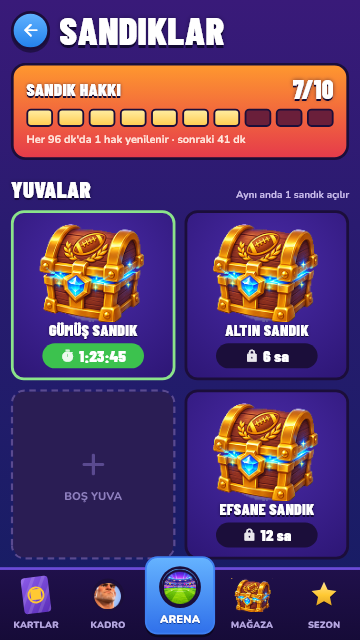 SANDIKLAR
SANDIK HAKKI 7/10
Her 96 dk'da 1 hak yenilenir · sonraki 41 dk
YUVALAR Aynı anda 1 sandık açılır
GÜMÜŞ SANDIK ALTIN SANDIK
1:23:45 6 sa
BOŞ YUVA
EFSANE SANDIK
12 sa
KARTLAR KADRO ARENA MAĞAZA SEZON